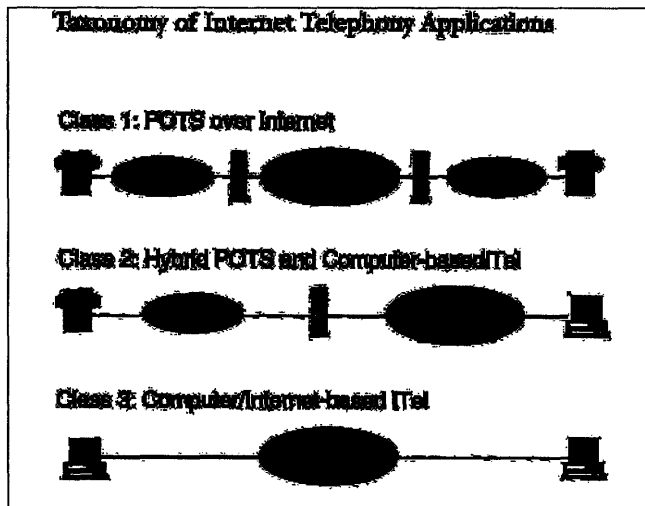 Taxonomy of Internet Telephony Applications
Class 1: POTS over Internet
Class 2: Hybrid POTS and Computer-based ITel
Class 3: Computer/Internet-based ITel